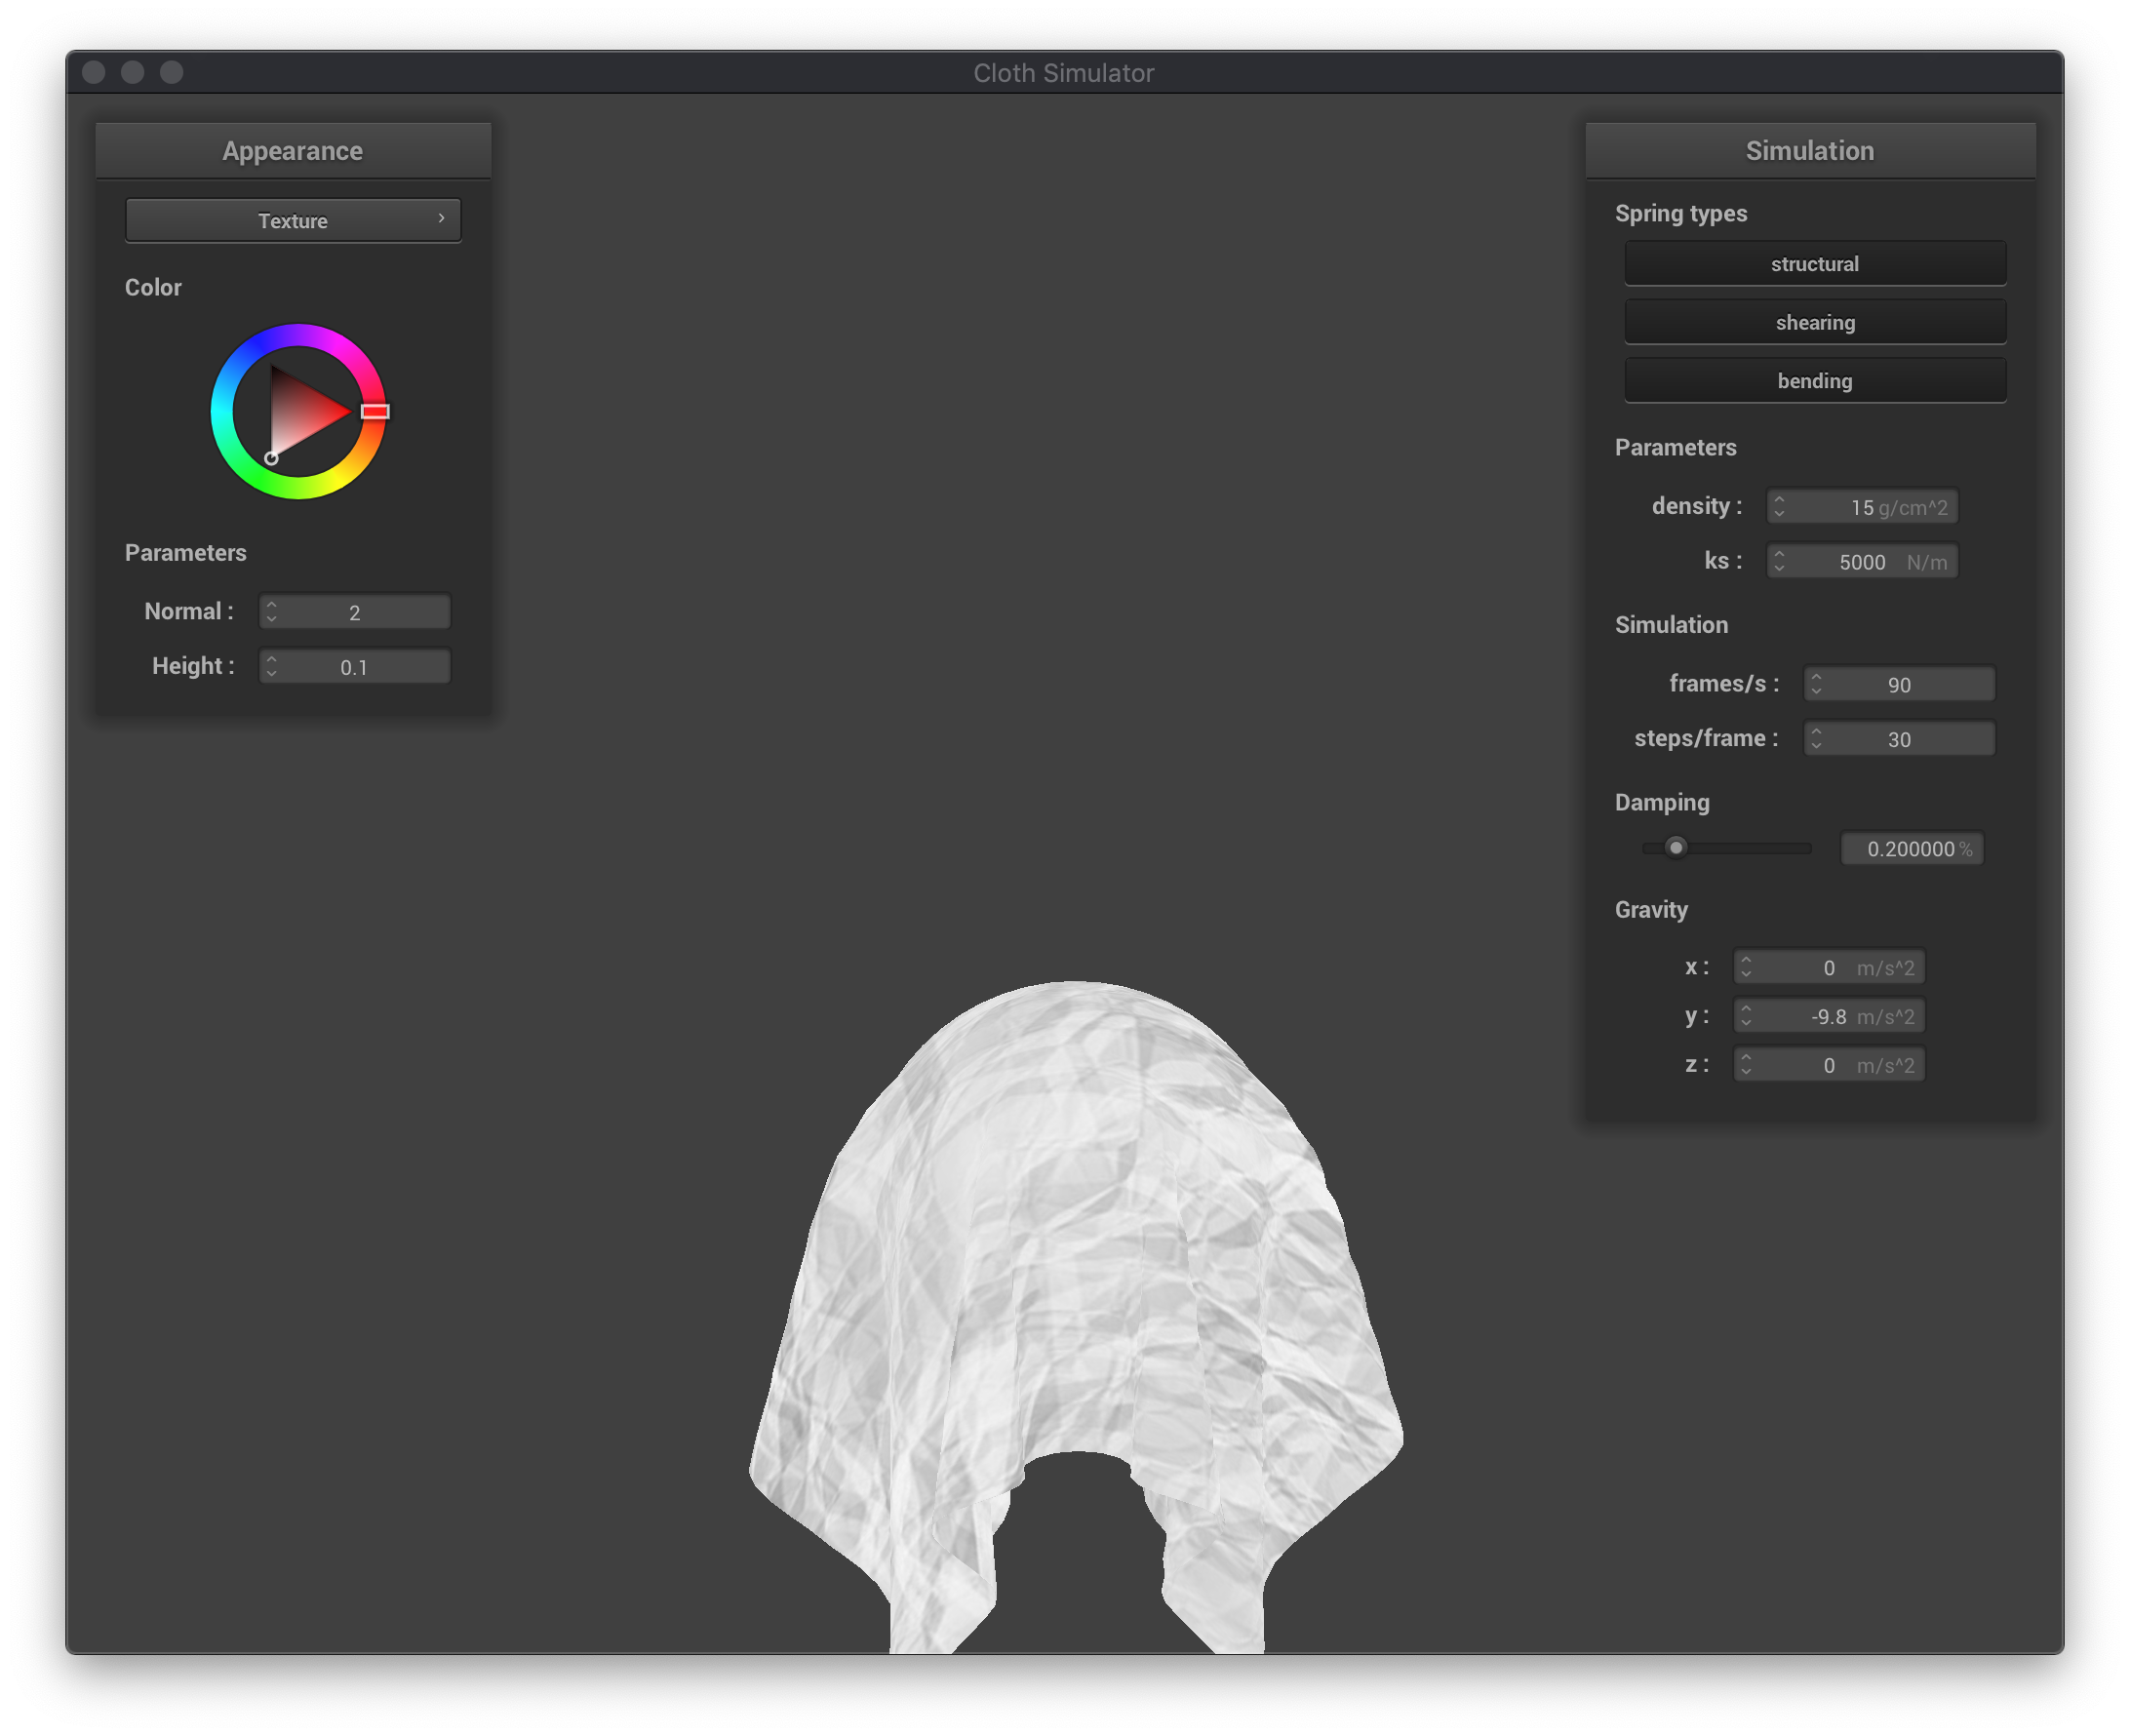 Cloth Simulator
Appearance
Texture
Color
Parameters
Normal : 2
Height : 0.1
Simulation
Spring types
structural
shearing
bending
Parameters
density : 15 g/cm^2
ks : 5000 N/m
Simulation
frames/s : 90
steps/frame : 30
Damping
0.200000 %
Gravity
x : 0 m/s^2
y : -9.8 m/s^2
z : 0 m/s^2